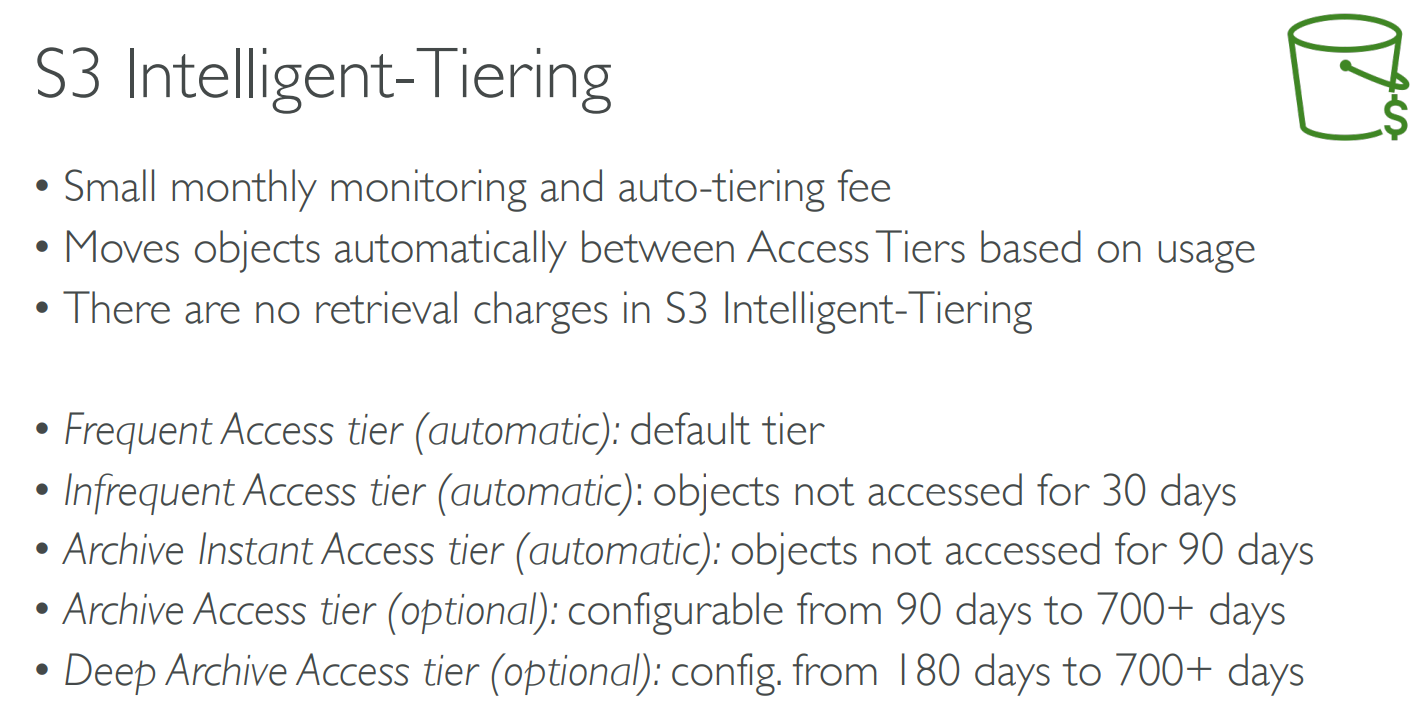 S3 Intelligent-Tiering
$
• Small monthly monitoring and auto-tiering fee
• Moves objects automatically between Access Tiers based on usage
• There are no retrieval charges in S3 Intelligent-Tiering
• Frequent Access tier (automatic): default tier
• Infrequent Access tier (automatic): objects not accessed for 30 days
• Archive Instant Access tier (automatic): objects not accessed for 90 days
• Archive Access tier (optional): configurable from 90 days to 700+ days
• Deep Archive Access tier (optional): config. from 180 days to 700+ days